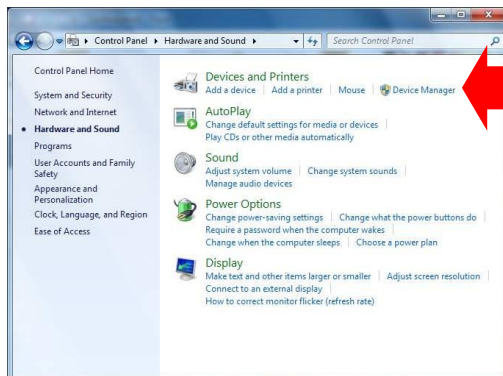 Control Panel Hardware and Sound Search Control Panel
Control Panel Home
System and Security
Network and Internet
Hardware and Sound
Programs
User Accounts and Family
Safety
Appearance and
Personalization
Clock, Language, and Region
Ease of Access
Devices and Printers
Add a device Add a printer Mouse Device Manager
AutoPlay
Change default settings for media or devices
Play CDs or other media automatically
Sound
Adjust system volume Change system sounds
Manage audio devices
Power Options
Change power-saving settings Change what the power buttons do
Require a password when the computer wakes
Change when the computer sleeps Choose a power plan
Display
Make text and other items larger or smaller Adjust screen resolution
Connect to an external display
How to correct monitor flicker (refresh rate)